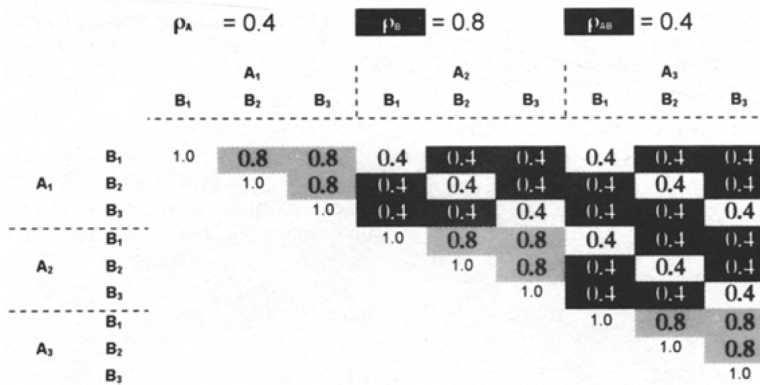 ρA = 0.4 ρB = 0.8 ρAB = 0.4
A1 A2 A3
B1 B2 B3 B1 B2 B3 B1 B2 B3
B1 1.0 0.8 0.8 0.4 0.4 0.4 0.4 0.4 0.4
A1 B2 1.0 0.8 0.4 0.4 0.4 0.4 0.4 0.4
B3 1.0 0.4 0.4 0.4 0.4 0.4 0.4
B1 1.0 0.8 0.8 0.4 0.4 0.4
A2 B2 1.0 0.8 0.4 0.4 0.4
B3 1.0 0.4 0.4 0.4
B1 1.0 0.8 0.8
A3 B2 1.0 0.8
B3 1.0